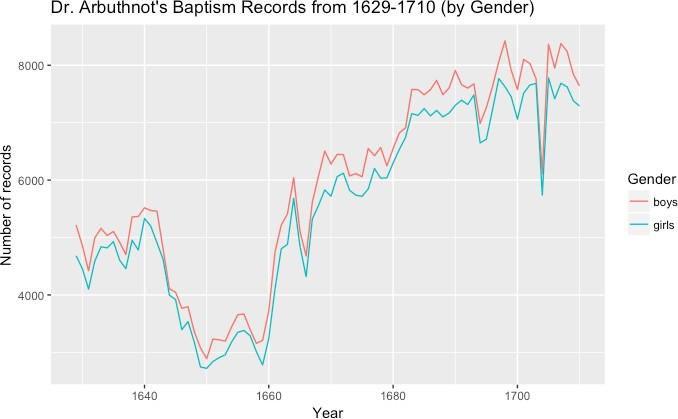 Dr. Arbuthnot's Baptism Records from 1629-1710 (by Gender)
Number of records
8000
6000
4000
1640
1660
1680
1700
Year
Gender
boys
girls